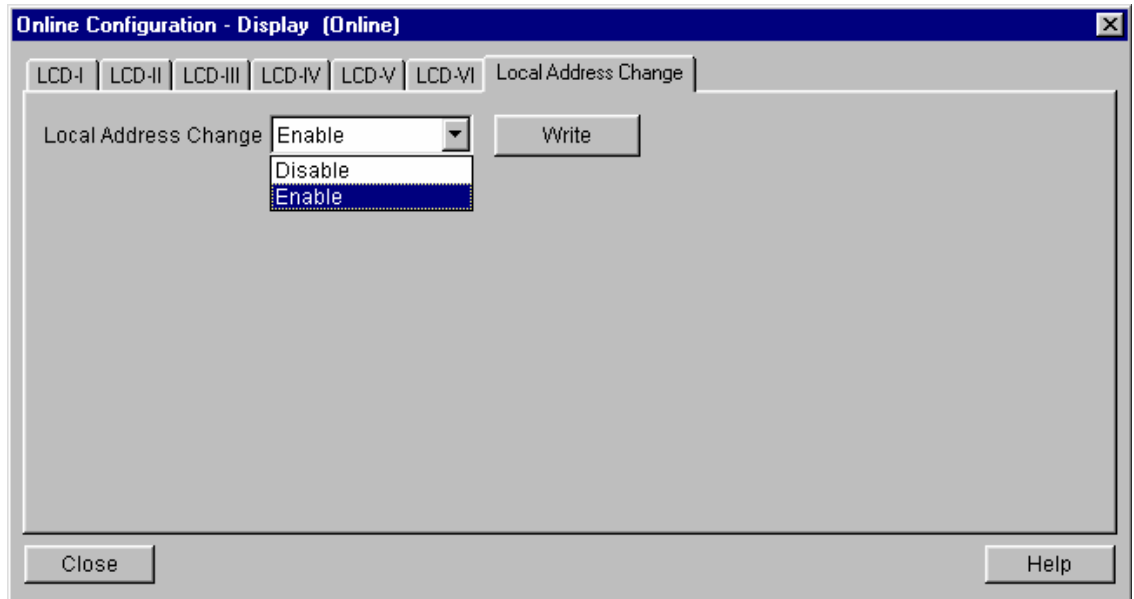 Online Configuration - Display (Online)
LCD-I LCD-II LCD-III LCD-IV LCD-V LCD-VI Local Address Change
Local Address Change Enable Write
Disable
Enable
Close Help